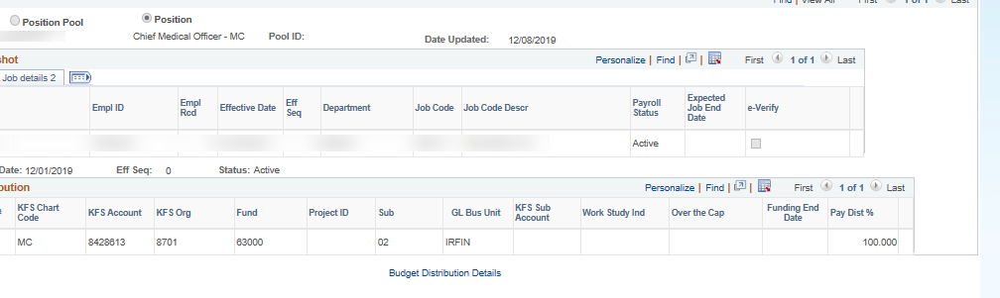 Find | View All First 1 of 1 Last
Position Pool Position
Chief Medical Officer - MC Pool ID: Date Updated: 12/08/2019
shot Personalize | Find | | First 1 of 1 Last
Job details 2
Empl ID Empl Rcd Effective Date Eff Seq Department Job Code Job Code Descr Payroll Status Expected Job End Date e-Verify
Active
Date: 12/01/2019 Eff Seq: 0 Status: Active
bution Personalize | Find | | First 1 of 1 Last
KFS Chart Code KFS Account KFS Org Fund Project ID Sub GL Bus Unit KFS Sub Account Work Study Ind Over the Cap Funding End Date Pay Dist %
MC 8428613 8701 63000 02 IRFIN 100.000
Budget Distribution Details